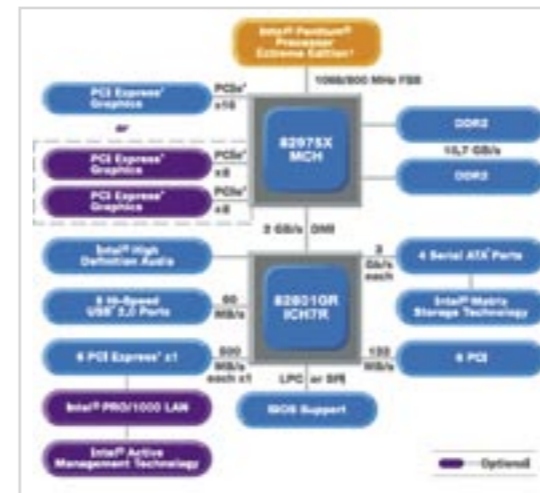 Intel® Pentium®
Processor
Extreme Edition
1066/800 MHz FSB
PCI Express*
Graphics
PCIe*
x16
or
82975X
MCH
DDR2
10.7 GB/s
DDR2
PCI Express*
Graphics
PCIe*
x8
PCI Express*
Graphics
PCIe*
x8
2 GB/s DMI
Intel® High
Definition Audio
3
Gb/s
each
4 Serial ATA* Ports
8 Hi-Speed
USB* 2.0 Ports
60
MB/s
82801GR
ICH7R
Intel® Matrix
Storage Technology
6 PCI Express* x1
500
MB/s
each x1
LPC or SPI
133
MB/s
6 PCI
Intel® PRO/1000 LAN
BIOS Support
Intel® Active
Management Technology
Optional